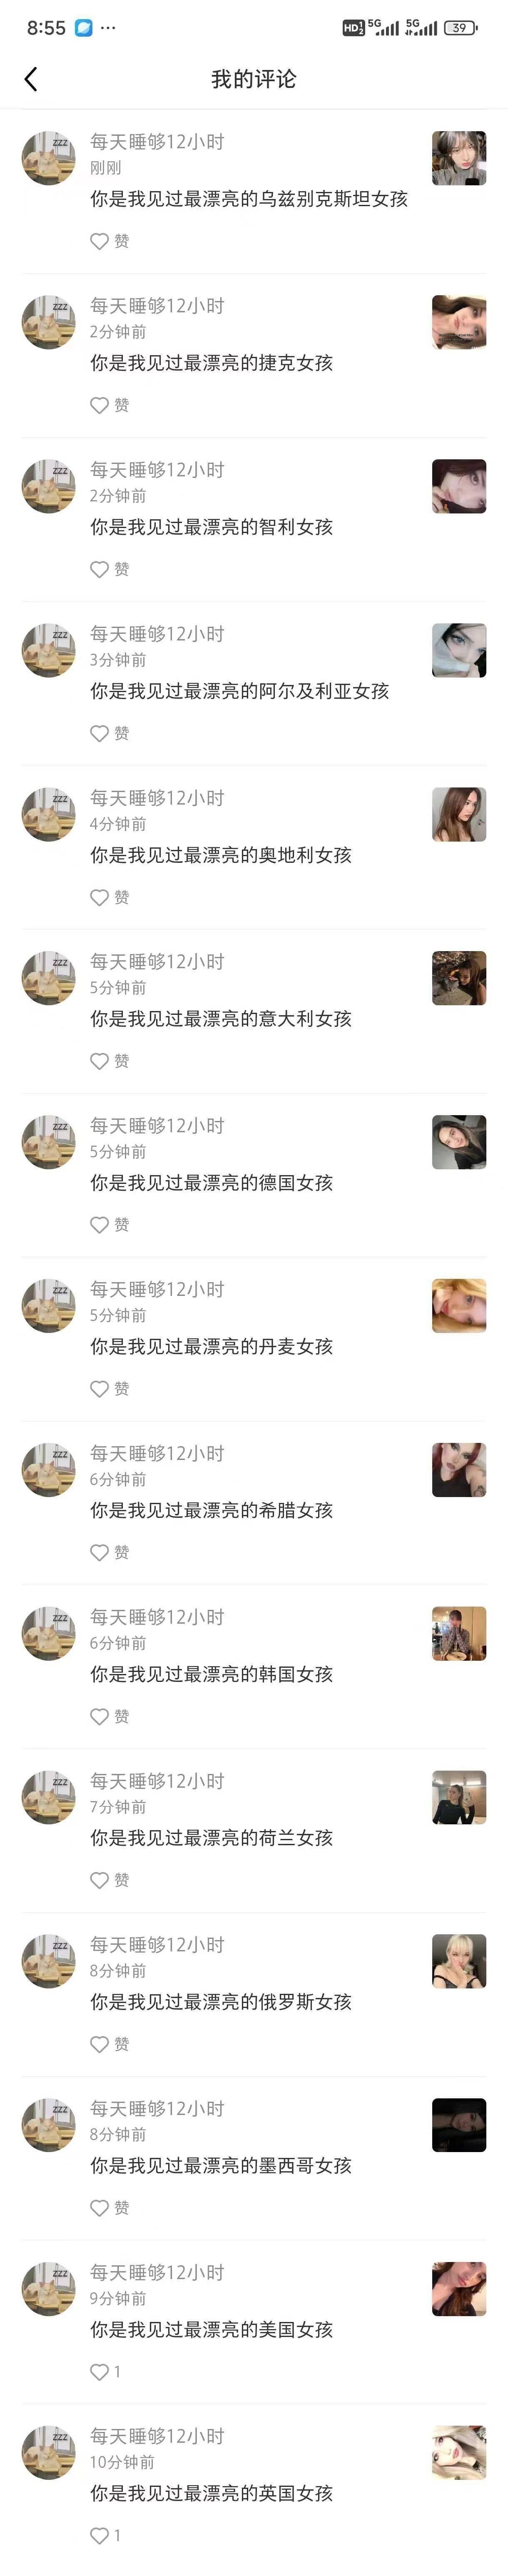 8:55 ··· HD 1 2 5G 5G 39
我的评论
zzz
每天睡够12小时
刚刚
你是我见过最漂亮的乌兹别克斯坦女孩
赞
zzz
每天睡够12小时
2分钟前
你是我见过最漂亮的捷克女孩
赞
zzz
每天睡够12小时
2分钟前
你是我见过最漂亮的智利女孩
赞
zzz
每天睡够12小时
3分钟前
你是我见过最漂亮的阿尔及利亚女孩
赞
zzz
每天睡够12小时
4分钟前
你是我见过最漂亮的奥地利女孩
赞
zzz
每天睡够12小时
5分钟前
你是我见过最漂亮的意大利女孩
赞
zzz
每天睡够12小时
5分钟前
你是我见过最漂亮的德国女孩
赞
zzz
每天睡够12小时
5分钟前
你是我见过最漂亮的丹麦女孩
赞
zzz
每天睡够12小时
6分钟前
你是我见过最漂亮的希腊女孩
赞
zzz
每天睡够12小时
6分钟前
你是我见过最漂亮的韩国女孩
赞
zzz
每天睡够12小时
7分钟前
你是我见过最漂亮的荷兰女孩
赞
zzz
每天睡够12小时
8分钟前
你是我见过最漂亮的俄罗斯女孩
赞
zzz
每天睡够12小时
8分钟前
你是我见过最漂亮的墨西哥女孩
赞
zzz
每天睡够12小时
9分钟前
你是我见过最漂亮的美国女孩
1
zzz
每天睡够12小时
10分钟前
你是我见过最漂亮的英国女孩
1